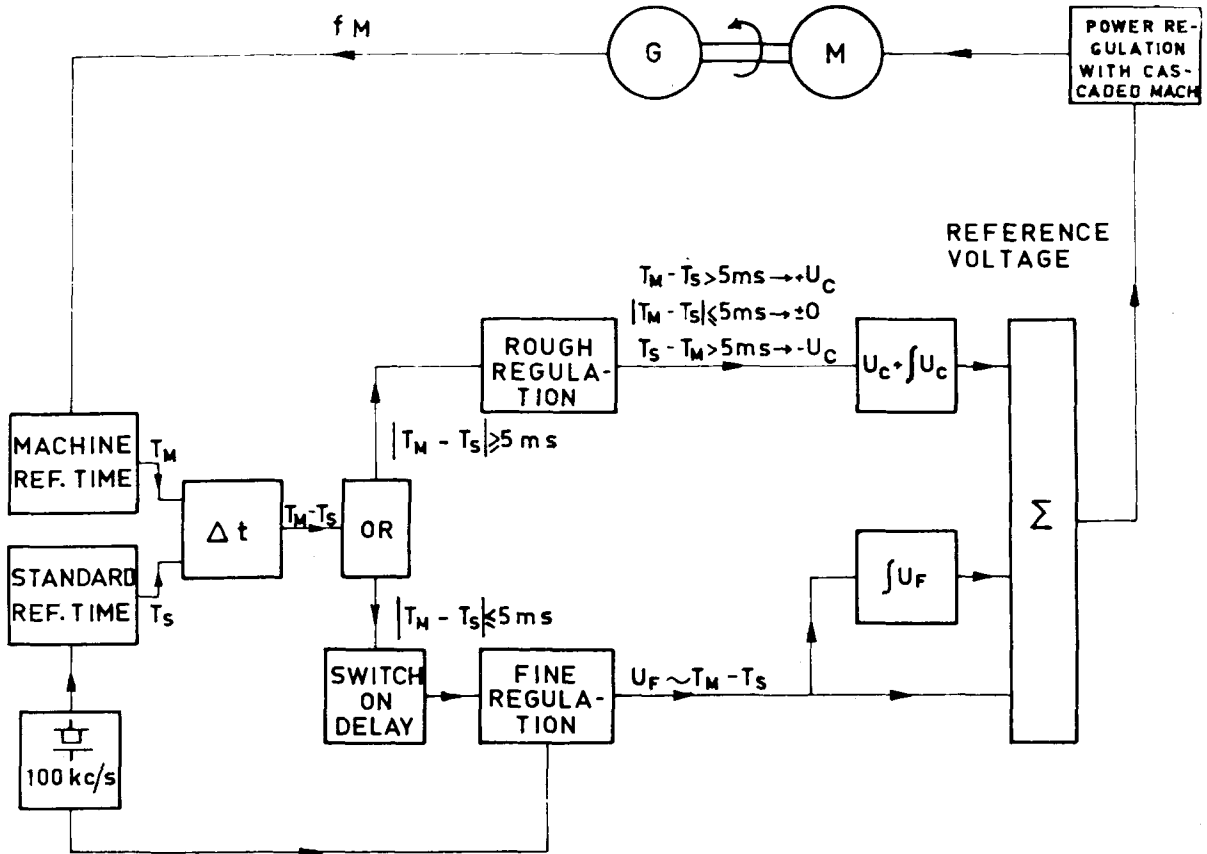 f M
G
M
POWER RE-
GULATION
WITH CAS-
CADED MACH
REFERENCE
VOLTAGE
T_M - T_S > 5ms → +U_C
|T_M - T_S| ⩽ 5ms → ±0
T_S - T_M > 5ms → -U_C
ROUGH
REGULA-
TION
U_C + ∫U_C
|T_M - T_S| ⩾ 5 ms
MACHINE
REF. TIME
T_M
Δ t
T_M-T_S
OR
Σ
STANDARD
REF. TIME
T_S
∫U_F
|T_M - T_S| ⩽ 5 ms
SWITCH
ON
DELAY
FINE
REGULA-
TION
U_F ~ T_M - T_S
100 kc/s